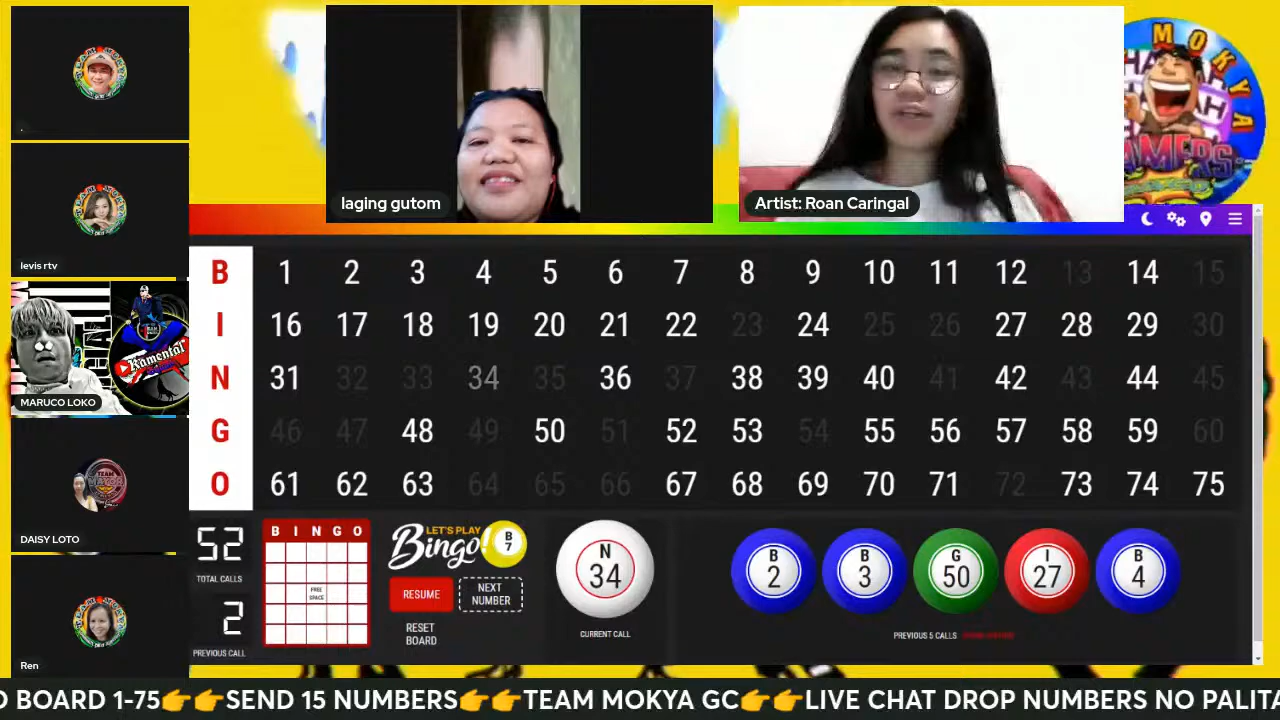 .
levis rtv
MARUCO LOKO
Kamental
DAISY LOTO
Ren
laging gutom
Artist: Roan Caringal
MOKYA
GAMERS
B 1 2 3 4 5 6 7 8 9 10 11 12 13 14 15
I 16 17 18 19 20 21 22 23 24 25 26 27 28 29 30
N 31 32 33 34 35 36 37 38 39 40 41 42 43 44 45
G 46 47 48 49 50 51 52 53 54 55 56 57 58 59 60
O 61 62 63 64 65 66 67 68 69 70 71 72 73 74 75
52
TOTAL CALLS
2
PREVIOUS CALL
B I N G O
FREE
SPACE
LET'S PLAY
Bingo!
B
7
RESUME
NEXT
NUMBER
RESET
BOARD
N
34
CURRENT CALL
B
2
B
3
G
50
I
27
B
4
PREVIOUS 5 CALLS
D BOARD 1-75👉👉SEND 15 NUMBERS👉👉TEAM MOKYA GC👉👉LIVE CHAT DROP NUMBERS NO PALITA